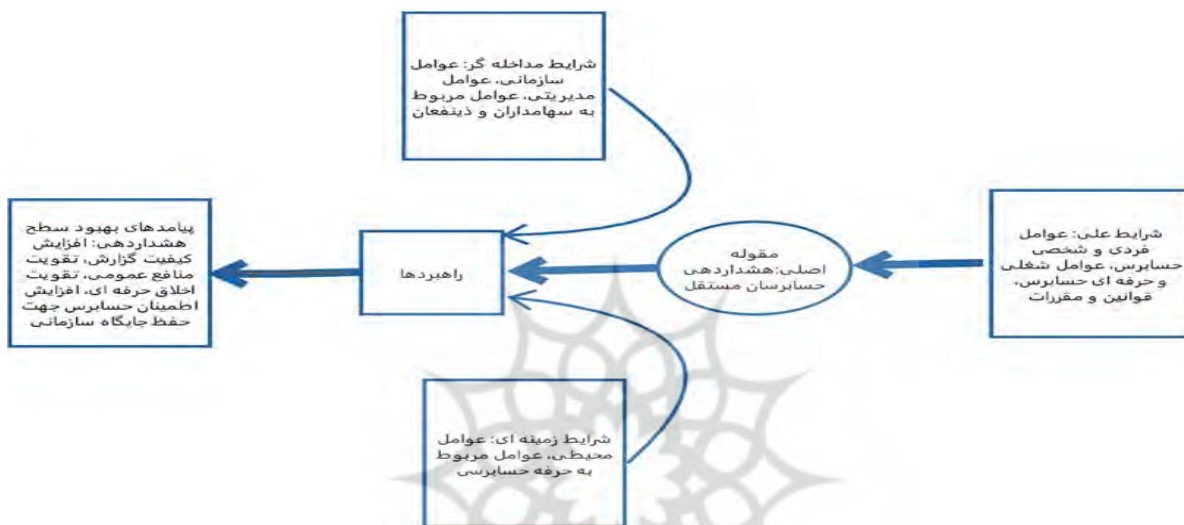 شرایط مداخله گر: عوامل
سازمانی، عوامل
مدیریتی، عوامل مربوط
به سهامداران و ذینفعان
شرایط علی: عوامل
فردی و شخصی
حسابرس، عوامل شغلی
و حرفه ای حسابرس،
قوانین و مقررات
مقوله
اصلی:هشداردهی
حسابرسان مستقل
راهبردها
پیامدهای بهبود سطح
هشداردهی: افزایش
کیفیت گزارش، تقویت
منافع عمومی، تقویت
اخلاق حرفه ای، افزایش
اطمینان حسابرس جهت
حفظ جایگاه سازمانی
شرایط زمینه ای: عوامل
محیطی، عوامل مربوط
به حرفه حسابرسی